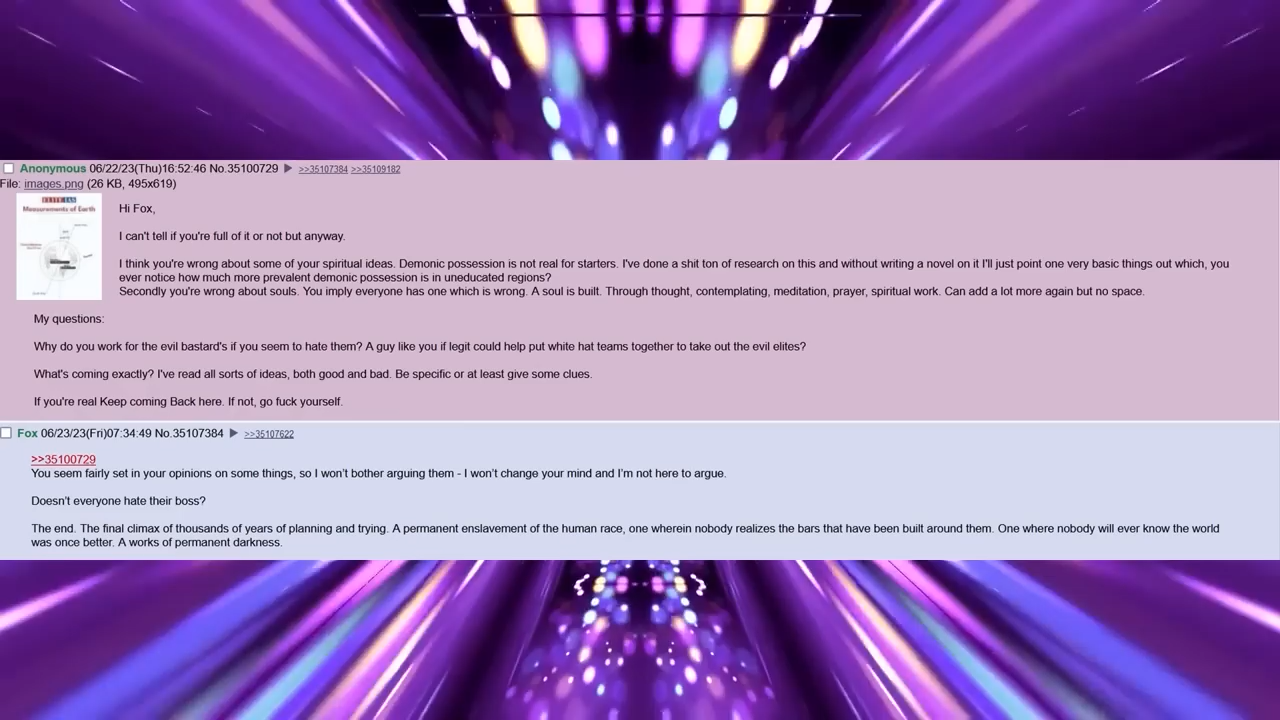 Anonymous 06/22/23(Thu)16:52:46 No.35100729 ▶ >>35107384 >>35109182
File: images.png (26 KB, 495x619)
ELITE IAS
Measurements of Earth
Hi Fox,
I can't tell if you're full of it or not but anyway.
I think you're wrong about some of your spiritual ideas. Demonic possession is not real for starters. I've done a shit ton of research on this and without writing a novel on it I'll just point one very basic things out which, you
ever notice how much more prevalent demonic possession is in uneducated regions?
Secondly you're wrong about souls. You imply everyone has one which is wrong. A soul is built. Through thought, contemplating, meditation, prayer, spiritual work. Can add a lot more again but no space.
My questions:
Why do you work for the evil bastard's if you seem to hate them? A guy like you if legit could help put white hat teams together to take out the evil elites?
What's coming exactly? I've read all sorts of ideas, both good and bad. Be specific or at least give some clues.
If you're real Keep coming Back here. If not, go fuck yourself.
Fox 06/23/23(Fri)07:34:49 No.35107384 ▶ >>35107622
>>35100729
You seem fairly set in your opinions on some things, so I won't bother arguing them - I won't change your mind and I'm not here to argue.
Doesn't everyone hate their boss?
The end. The final climax of thousands of years of planning and trying. A permanent enslavement of the human race, one wherein nobody realizes the bars that have been built around them. One where nobody will ever know the world
was once better. A works of permanent darkness.